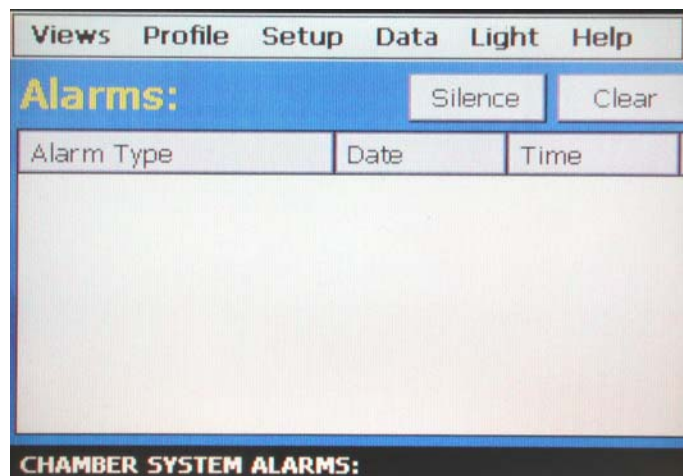 Views Profile Setup Data Light Help
Alarms: Silence Clear
Alarm Type Date Time
CHAMBER SYSTEM ALARMS: